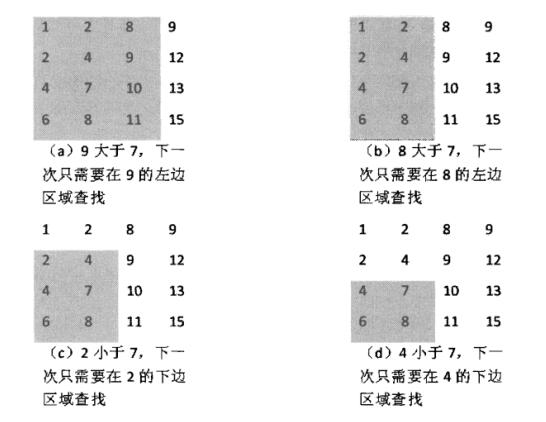 1 2 8 9
2 4 9 12
4 7 10 13
6 8 11 15
（a）9 大于 7，下一
次只需要在 9 的左边
区域查找
1 2 8 9
2 4 9 12
4 7 10 13
6 8 11 15
（b）8 大于 7，下一
次只需要在 8 的左边
区域查找
1 2 8 9
2 4 9 12
4 7 10 13
6 8 11 15
（c）2 小于 7，下一
次只需要在 2 的下边
区域查找
1 2 8 9
2 4 9 12
4 7 10 13
6 8 11 15
（d）4 小于 7，下一
次只需要在 4 的下边
区域查找